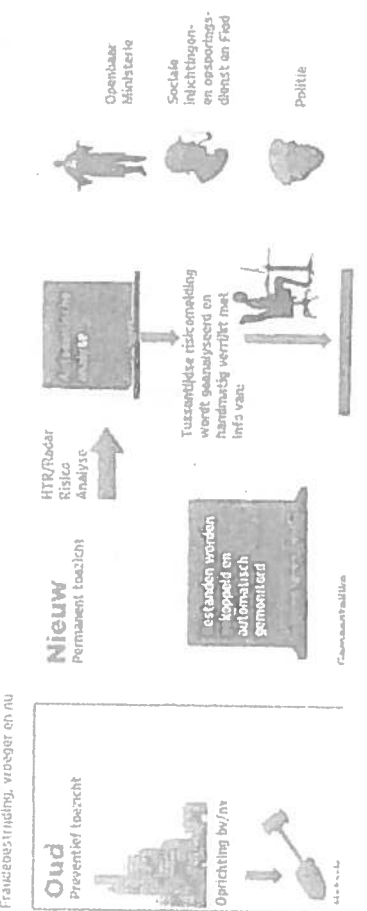 Fraudebestrijding, vroeger en nu
Oud
Preventief toezicht
Oprichting bv/nv
Nieuw
Permanent toezicht
HTR/Radar
Risico
Analyse
estanden worden
koppeld en
automatisch
gemonitord
Tussentijdse risicomelding
wordt geanalyseerd en
handmatig verrijkt met
info van:
Openbaar
Ministerie
Sociale
inlichtingen-
en opsporings-
dienst en Fiod
Politie